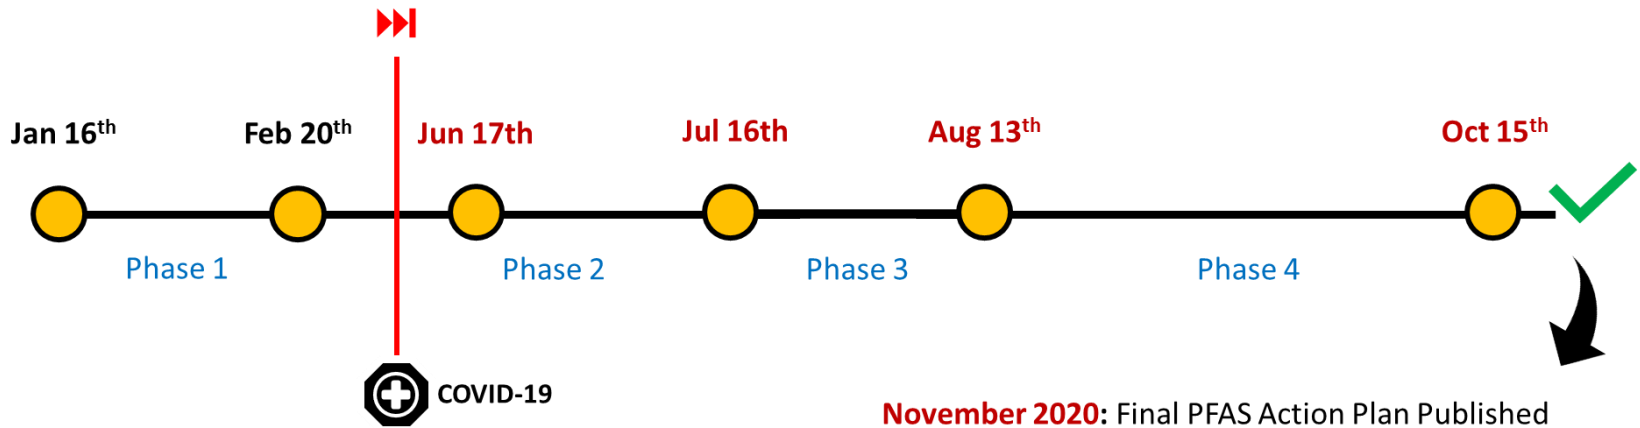 Jan 16th
Feb 20th
Jun 17th
Jul 16th
Aug 13th
Oct 15th
Phase 1
Phase 2
Phase 3
Phase 4
COVID-19
November 2020: Final PFAS Action Plan Published